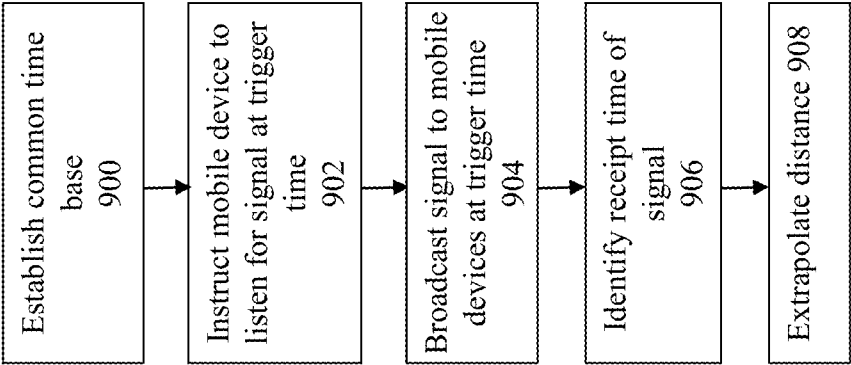 Establish common time
base
900
Instruct mobile device to
listen for signal at trigger
time
902
Broadcast signal to mobile
devices at trigger time
904
Identify receipt time of
signal
906
Extrapolate distance 908